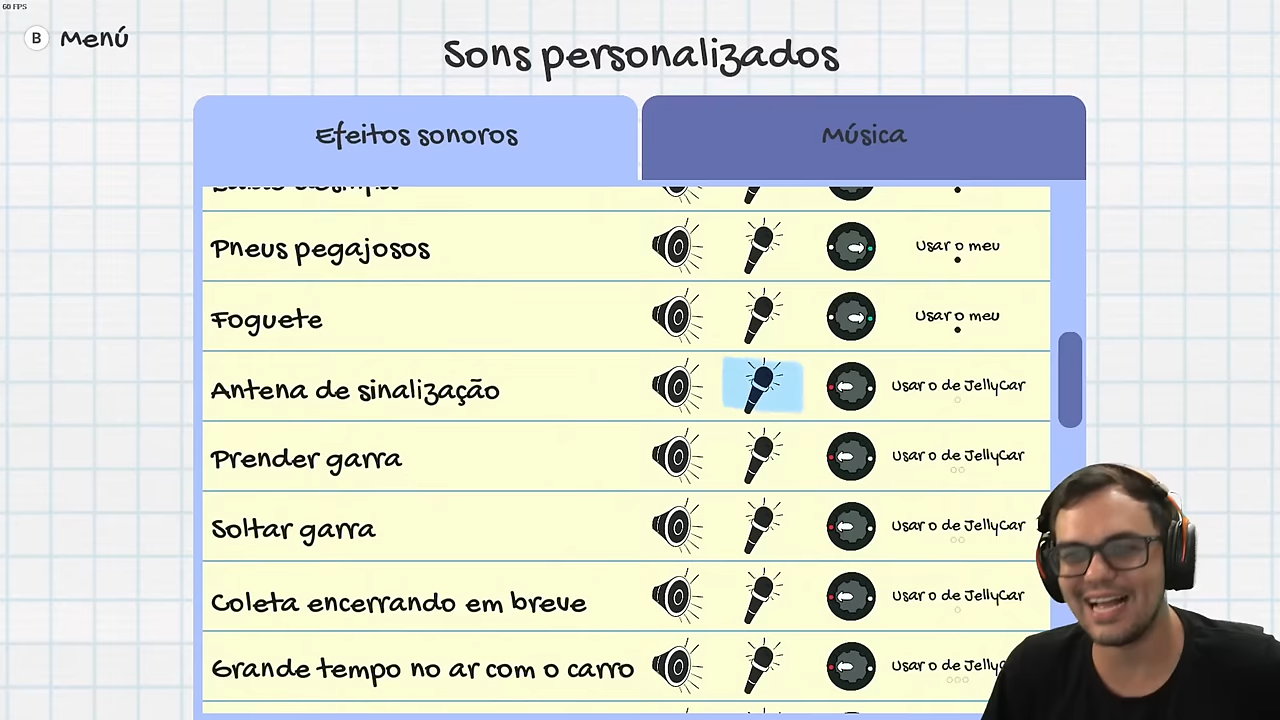 60 FPS
B Menú
Sons personalizados
Efeitos sonoros
Música
Pneus pegajosos
Usar o meu
Foguete
Usar o meu
Antena de sinalização
Usar o de JellyCar
Prender garra
Usar o de JellyCar
Soltar garra
Usar o de JellyCar
Coleta encerrando em breve
Usar o de JellyCar
Grande tempo no ar com o carro
Usar o de